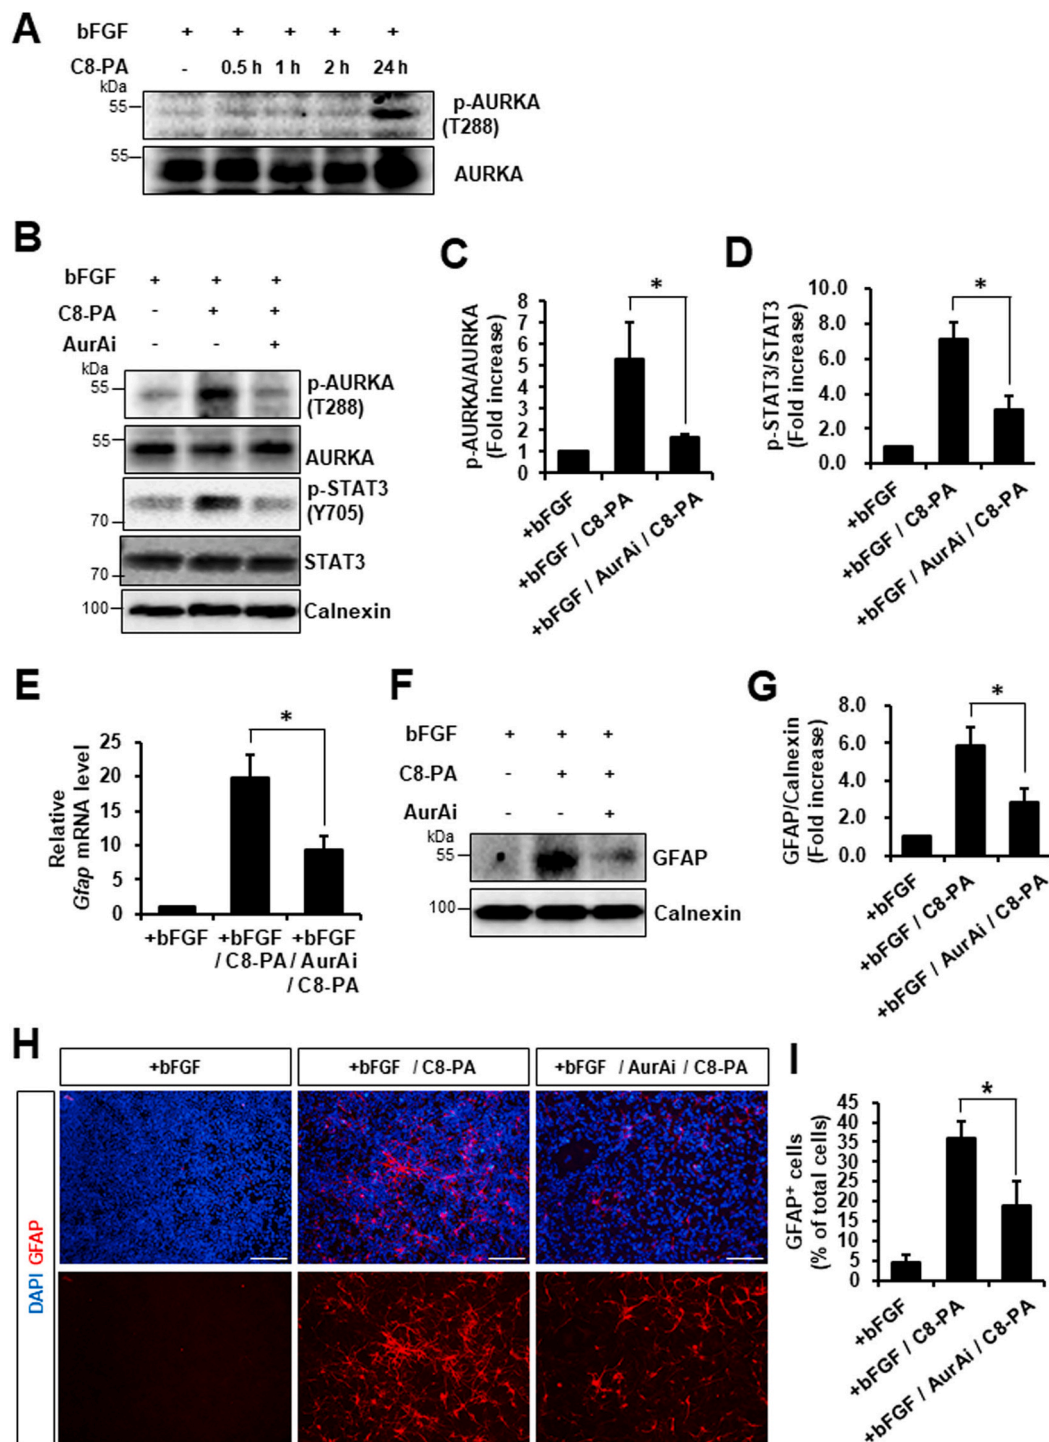 A
bFGF + + + + +
C8-PA - 0.5 h 1 h 2 h 24 h
kDa
55
p-AURKA
(T288)
55
AURKA
B
bFGF + + +
C8-PA - + +
AurAi - - +
kDa
55
p-AURKA
(T288)
55
AURKA
p-STAT3
(Y705)
70
STAT3
70
100
Calnexin
C
p-AURKA/AURKA
(Fold increase)
8
7
6
5
4
3
2
1
0
*
+bFGF
+bFGF / C8-PA
+bFGF / AurAi / C8-PA
D
p-STAT3/STAT3
(Fold increase)
10.0
8.0
6.0
4.0
2.0
0.0
*
+bFGF
+bFGF / C8-PA
+bFGF / AurAi / C8-PA
E
Relative
Gfap mRNA level
25
20
15
10
5
0
*
+bFGF +bFGF +bFGF
/ C8-PA / AurAi
/ C8-PA
F
bFGF + + +
C8-PA - + +
AurAi - - +
kDa
55
GFAP
100
Calnexin
G
GFAP/Calnexin
(Fold increase)
8.0
6.0
4.0
2.0
0.0
*
+bFGF
+bFGF / C8-PA
+bFGF / AurAi / C8-PA
H
+bFGF
+bFGF / C8-PA
+bFGF / AurAi / C8-PA
DAPI GFAP
I
GFAP+ cells
(% of total cells)
45
40
35
30
25
20
15
10
5
0
*
+bFGF
+bFGF / C8-PA
+bFGF / AurAi / C8-PA